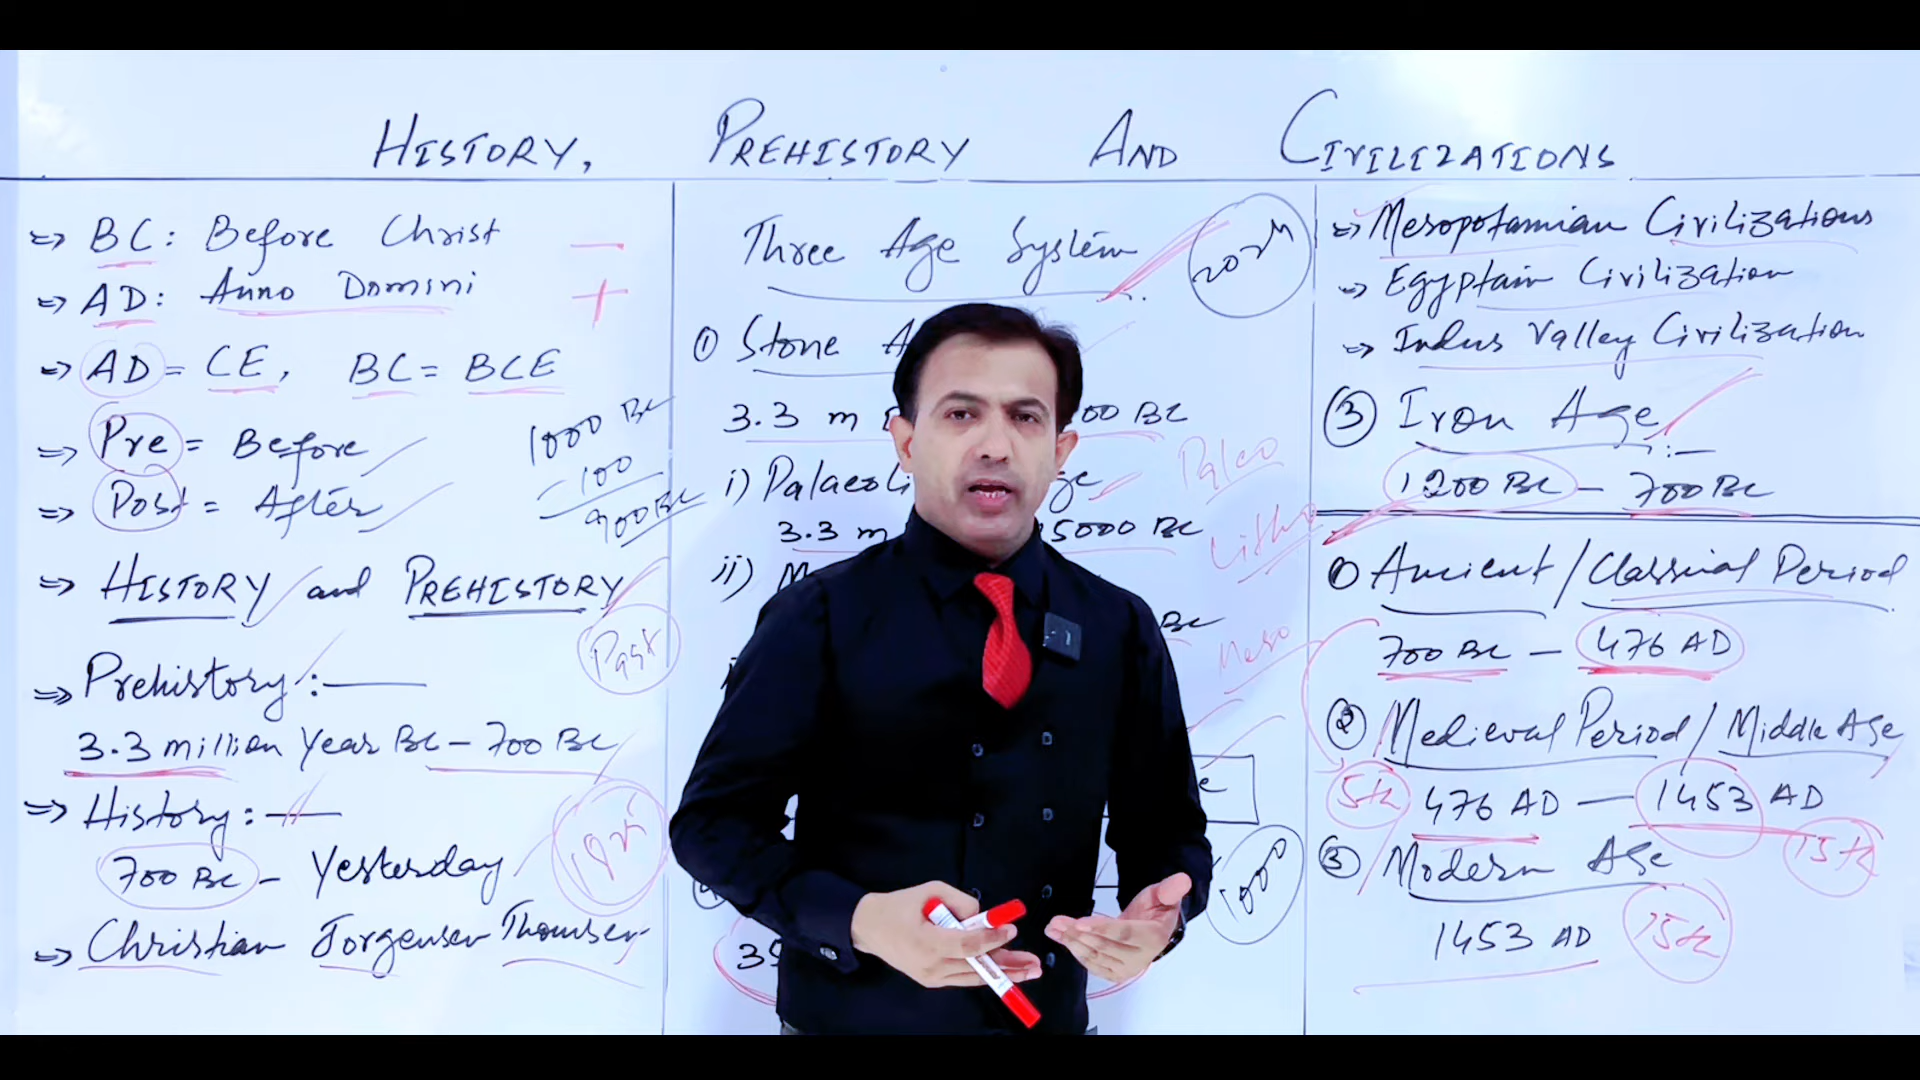 HISTORY, PREHISTORY AND CIVILIZATIONS
=> BC: Before Christ —
=> AD: Anno Domini +
=> AD = CE, BC = BCE
=> Pre = Before
=> Post = After
1000 BC
- 100
900 BC
=> HISTORY and PREHISTORY
Past
=> Prehistory :—
3.3 million Year BC - 700 BC
=> History :—
700 BC - Yesterday
19th
=> Christian Jorgensen Thomsen
Three Age System
20th
① Stone A
3.3 m 00 BC
i) Palaeoli ge
Paleo
3.3 m 5000 BC
Litho
ii) M
BC
Meso
35
1000
=> Mesopotamian Civilizations
=> Egyptain Civilization
=> Indus Valley Civilization
③ Iron Age :—
1200 BC - 700 BC
① Ancient / Classical Period
700 BC - 476 AD
② Medieval Period / Middle Age
5th 476 AD — 1453 AD
15th
③ Modern Age
1453 AD 15th